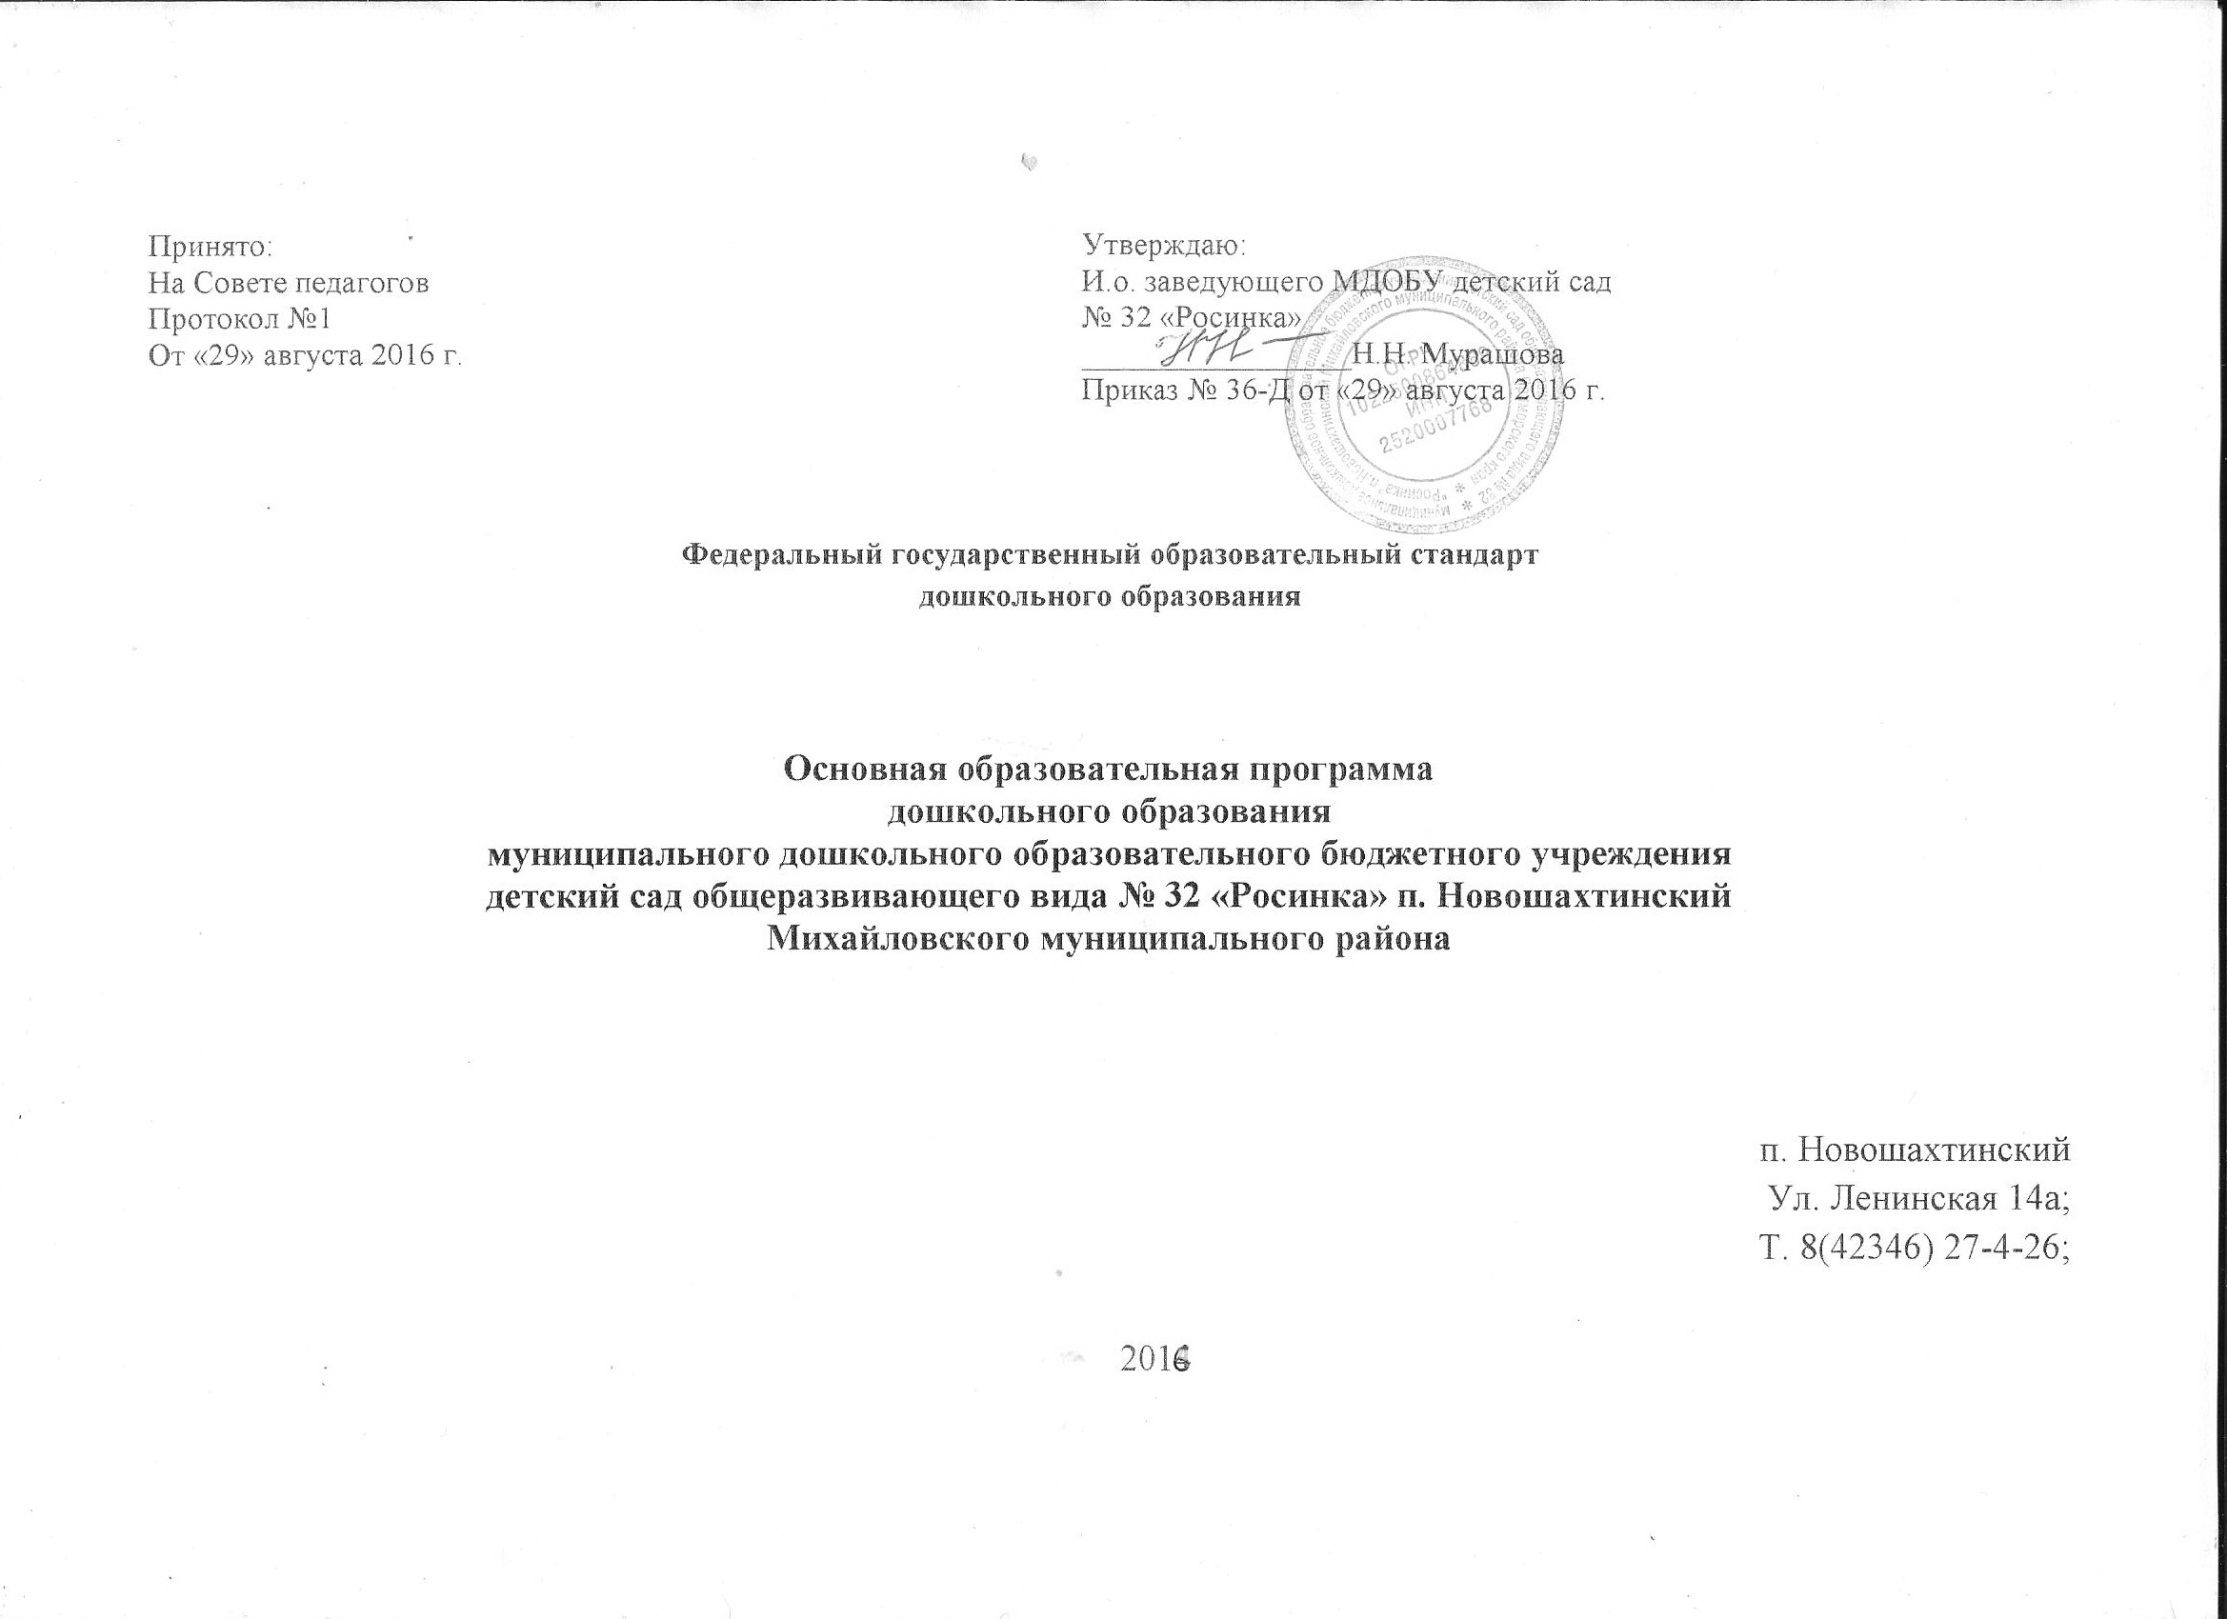 Принято:
На Совете педагогов
Протокол №1
От «29» августа 2016 г.
Утверждаю:
И.о. заведующего МДОБУ детский сад
№ 32 «Росинка»
Н.Н. Мурашова
Приказ № 36-Д от «29» августа 2016 г.
ИНН
2520007768
Федеральный государственный образовательный стандарт
дошкольного образования
Основная образовательная программа
дошкольного образования
муниципального дошкольного образовательного бюджетного учреждения
детский сад общеразвивающего вида № 32 «Росинка» п. Новошахтинский
Михайловского муниципального района
п. Новошахтинский
Ул. Ленинская 14а;
Т. 8(42346) 27-4-26;
2016